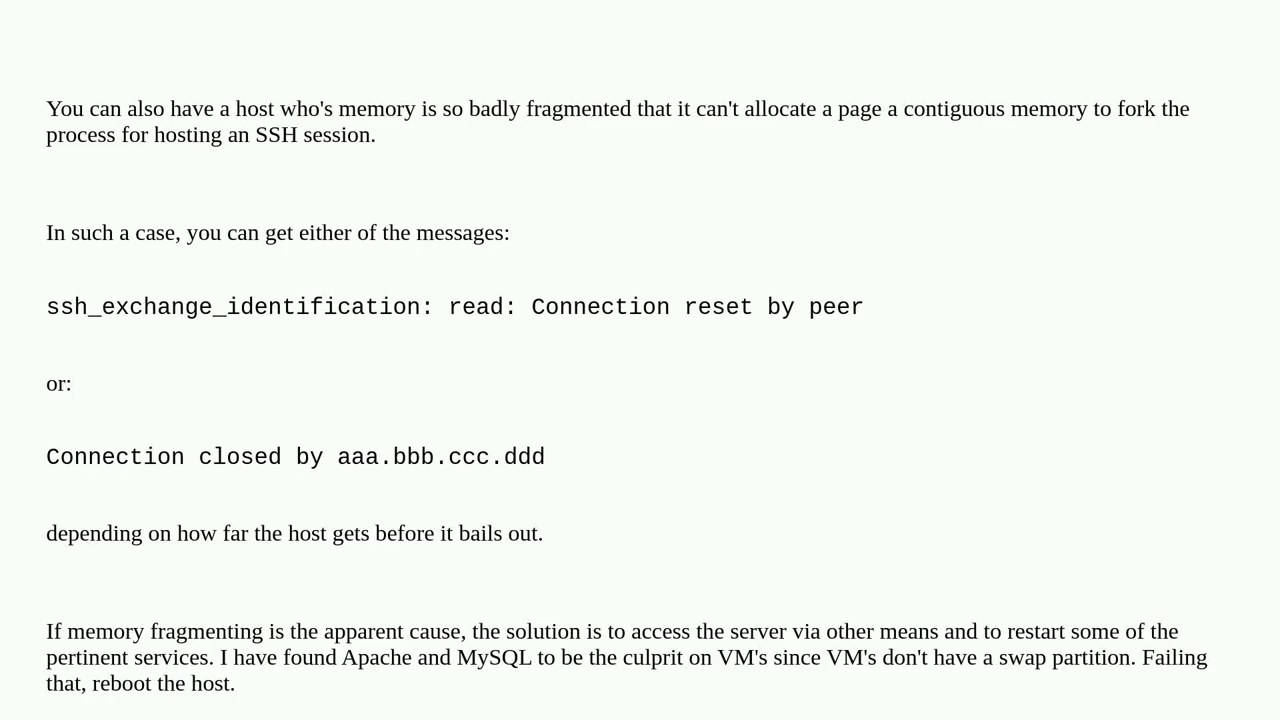 You can also have a host who's memory is so badly fragmented that it can't allocate a page a contiguous memory to fork the
process for hosting an SSH session.
In such a case, you can get either of the messages:
ssh_exchange_identification: read: Connection reset by peer
or:
Connection closed by aaa.bbb.ccc.ddd
depending on how far the host gets before it bails out.
If memory fragmenting is the apparent cause, the solution is to access the server via other means and to restart some of the
pertinent services. I have found Apache and MySQL to be the culprit on VM's since VM's don't have a swap partition. Failing
that, reboot the host.